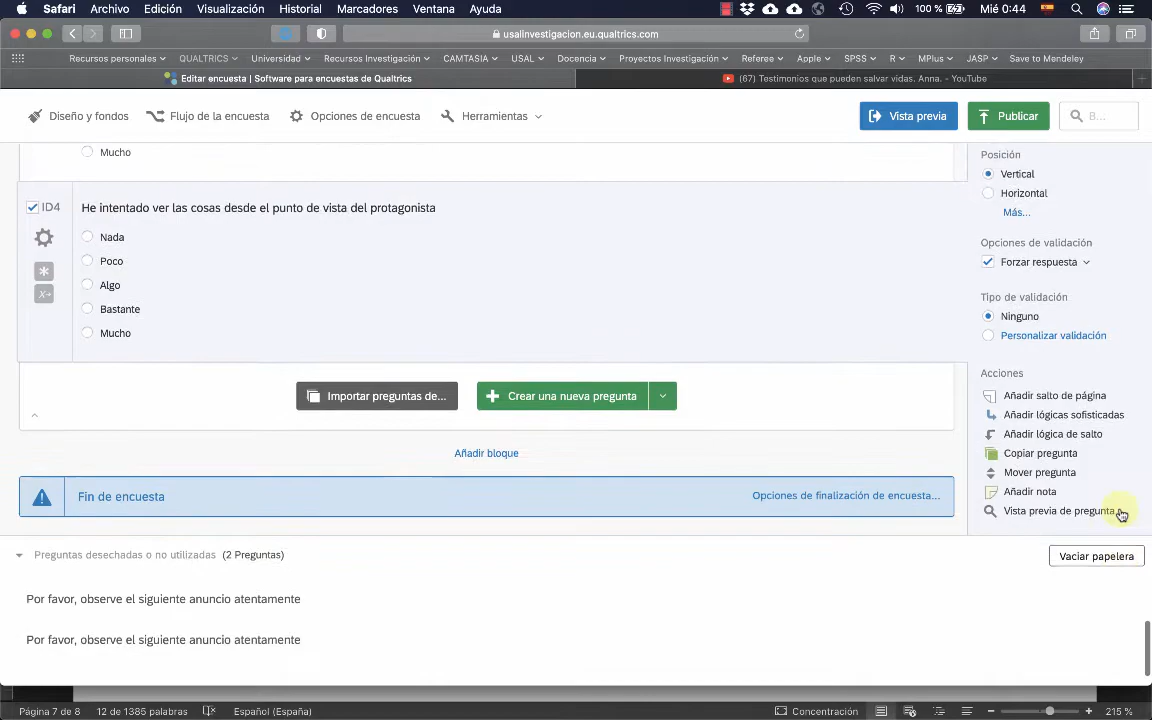 Safari Archivo Edición Visualización Historial Marcadores Ventana Ayuda 100 % Mié 0:44
usalinvestigacion.eu.qualtrics.com
Recursos personales QUALTRICS Universidad Recursos Investigación CAMTASIA USAL Docencia Proyectos Investigación Referee Apple SPSS R MPlus JASP Save to Mendeley
Editar encuesta | Software para encuestas de Qualtrics (67) Testimonios que pueden salvar vidas. Anna. - YouTube
Diseño y fondos Flujo de la encuesta Opciones de encuesta Herramientas Vista previa Publicar B...
Mucho
Posición
Vertical
Horizontal
Más...
Opciones de validación
Forzar respuesta
Tipo de validación
Ninguno
Personalizar validación
Acciones
Añadir salto de página
Añadir lógicas sofisticadas
Añadir lógica de salto
Copiar pregunta
Mover pregunta
Añadir nota
Vista previa de pregunta
ID4 He intentado ver las cosas desde el punto de vista del protagonista
Nada
Poco
Algo
Bastante
Mucho
Importar preguntas de... Crear una nueva pregunta
Añadir bloque
Fin de encuesta Opciones de finalización de encuesta...
Preguntas desechadas o no utilizadas (2 Preguntas) Vaciar papelera
Por favor, observe el siguiente anuncio atentamente
Por favor, observe el siguiente anuncio atentamente
Página 7 de 8 12 de 1385 palabras Español (España) Concentración 215 %